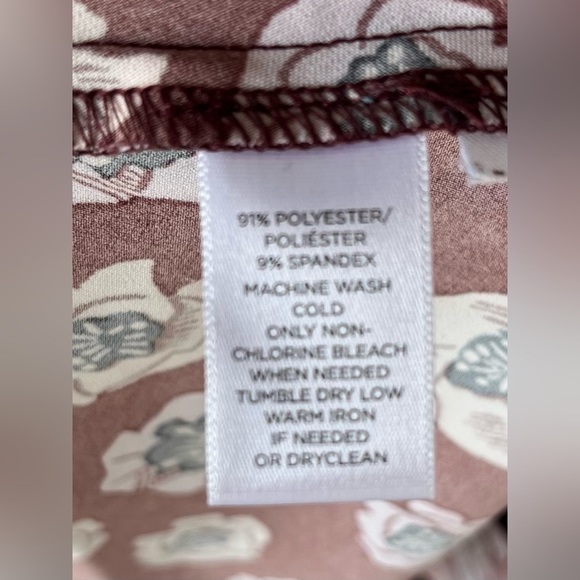 91% POLYESTER/
POLIÉSTER
9% SPANDEX
MACHINE WASH
COLD
ONLY NON-
CHLORINE BLEACH
WHEN NEEDED
TUMBLE DRY LOW
WARM IRON
IF NEEDED
OR DRYCLEAN